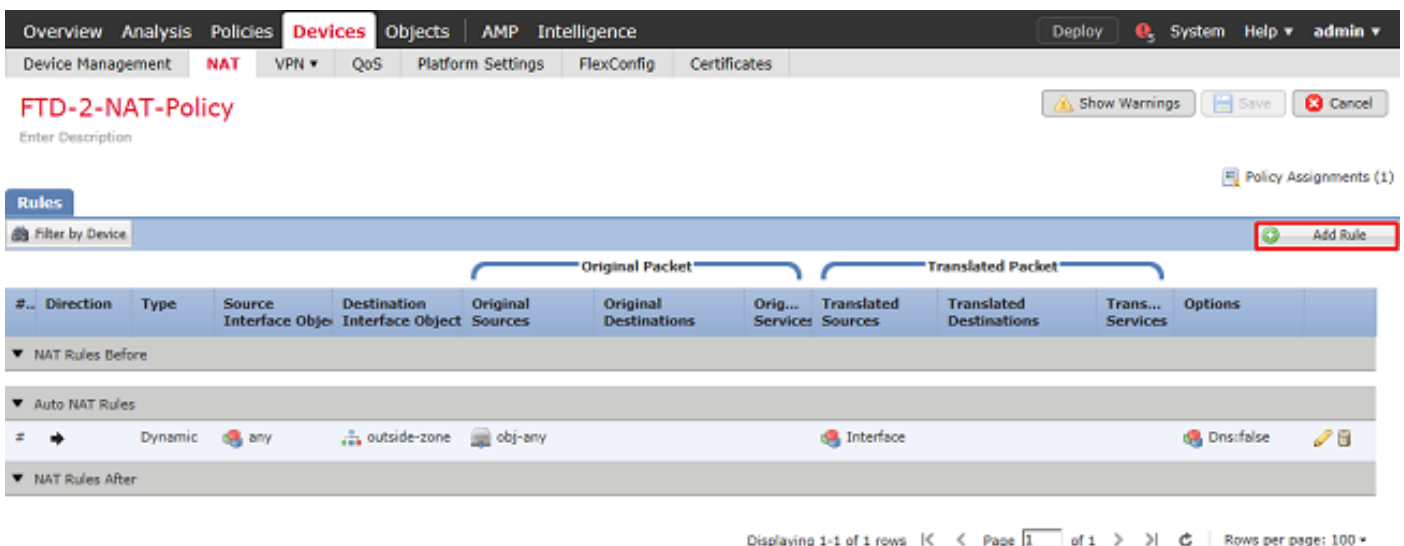 Overview Analysis Policies Devices Objects AMP Intelligence Deploy 5 System Help admin
Device Management NAT VPN QoS Platform Settings FlexConfig Certificates
FTD-2-NAT-Policy
Show Warnings Save Cancel
Enter Description
Policy Assignments (1)
Rules
Filter by Device Add Rule
Original Packet Translated Packet
#.. Direction Type Source Interface Objec Destination Interface Object Original Sources Original Destinations Orig... Services Translated Sources Translated Destinations Trans... Services Options
NAT Rules Before
Auto NAT Rules
# Dynamic any outside-zone obj-any Interface Dns:false
NAT Rules After
Displaying 1-1 of 1 rows Page 1 of 1 Rows per page: 100